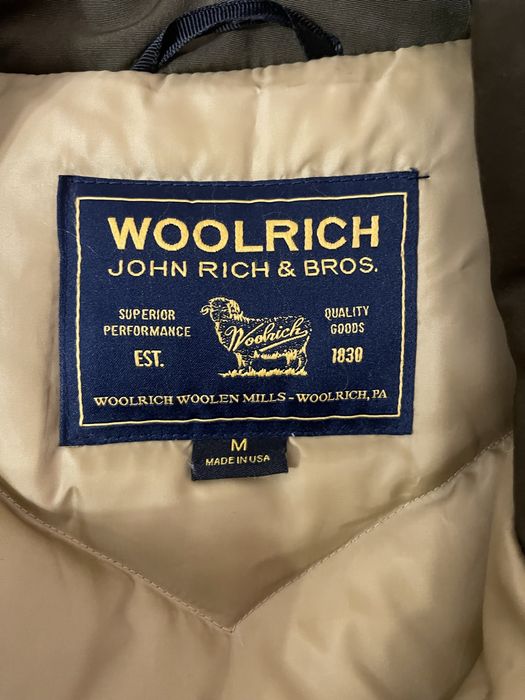 WOOLRICH
JOHN RICH & BROS.
SUPERIOR
PERFORMANCE
EST.
Woolrich
QUALITY
GOODS
1830
WOOLRICH WOOLEN MILLS - WOOLRICH, PA
M
MADE IN USA